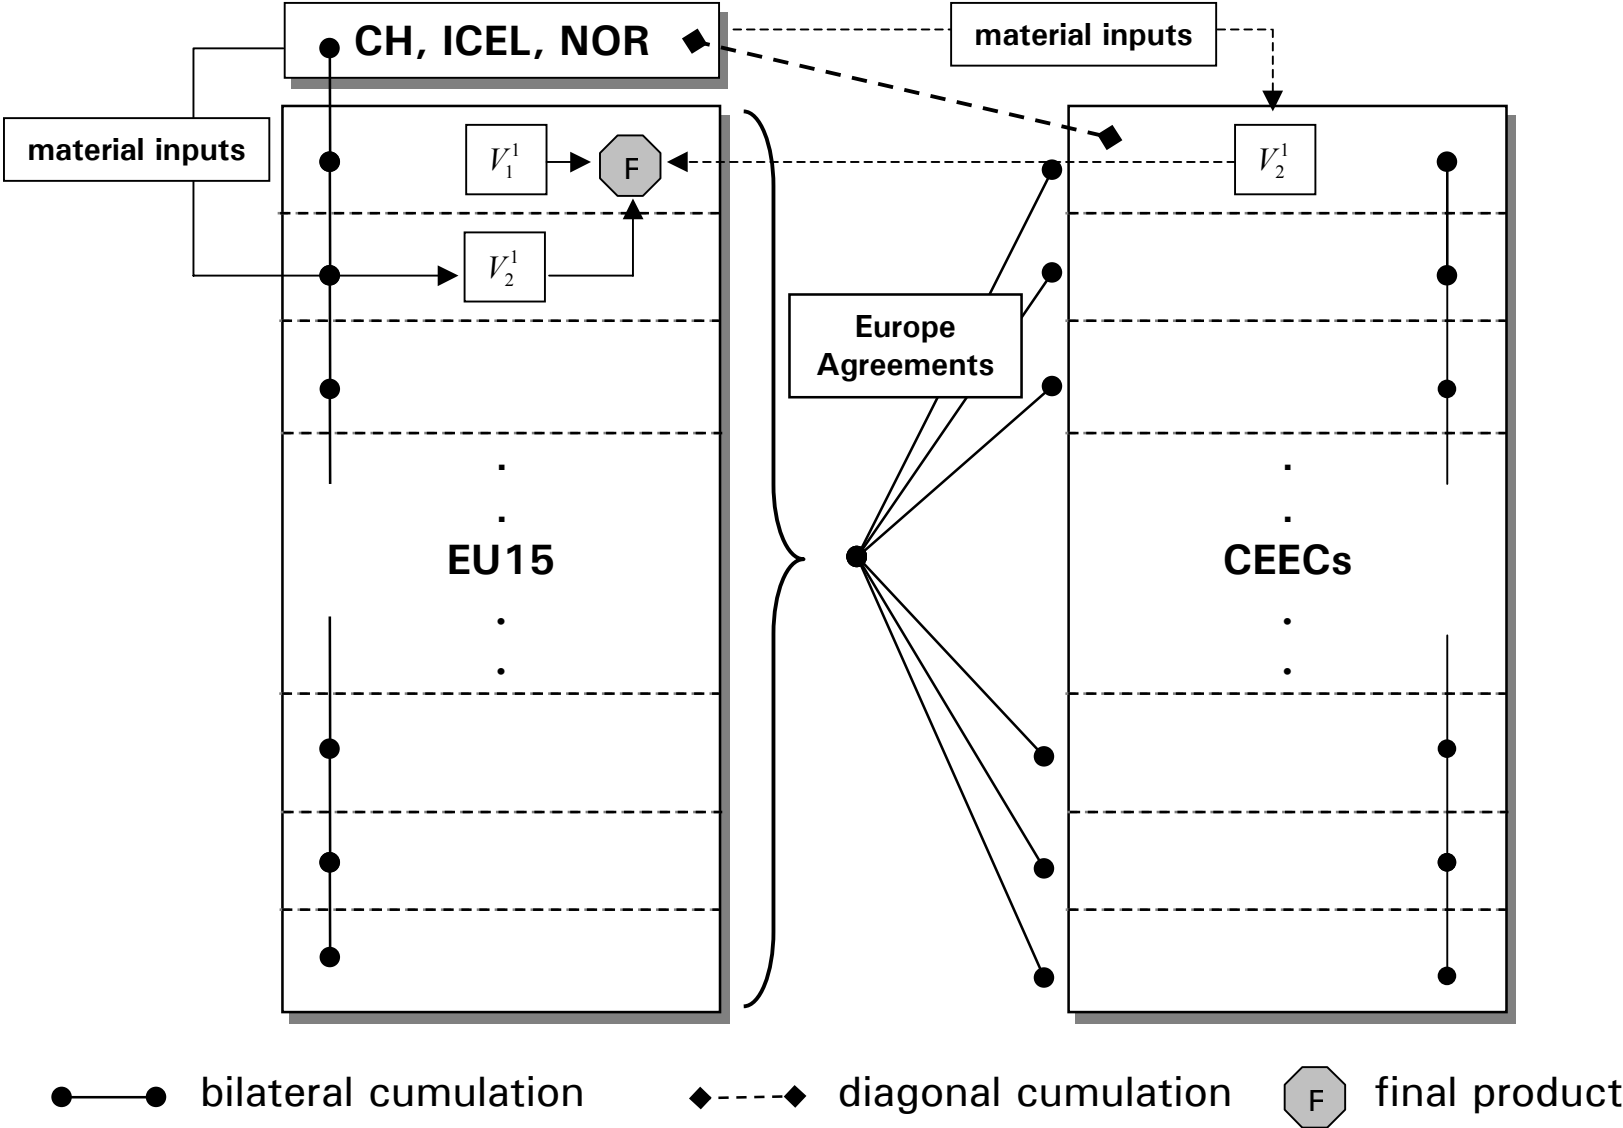 CH, ICEL, NOR
material inputs
material inputs
V₁¹
F
V₂¹
V₂¹
Europe
Agreements
EU15
CEECs
bilateral cumulation
diagonal cumulation
F
final product